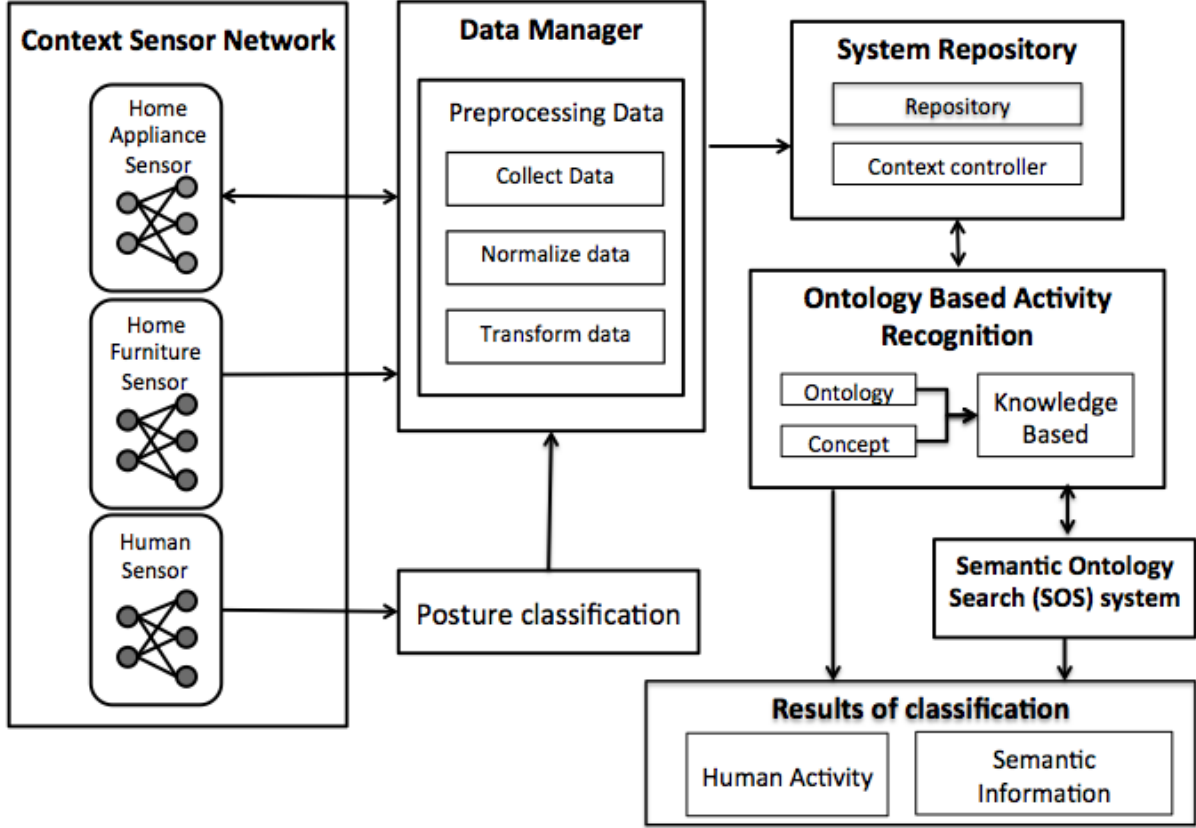 Context Sensor Network
Home
Appliance
Sensor
Home
Furniture
Sensor
Human
Sensor
Data Manager
Preprocessing Data
Collect Data
Normalize data
Transform data
Posture classification
System Repository
Repository
Context controller
Ontology Based Activity
Recognition
Ontology
Concept
Knowledge
Based
Semantic Ontology
Search (SOS) system
Results of classification
Human Activity
Semantic
Information